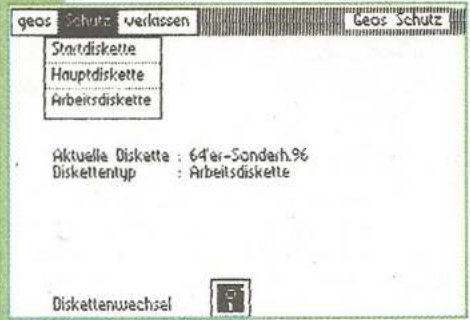 geos Schutz verlassen Geos Schutz
Startdiskette
Hauptdiskette
Arbeitsdiskette
Aktuelle Diskette : 64'er-Sonderh.96
Diskettentyp : Arbeitsdiskette
Diskettenwechsel